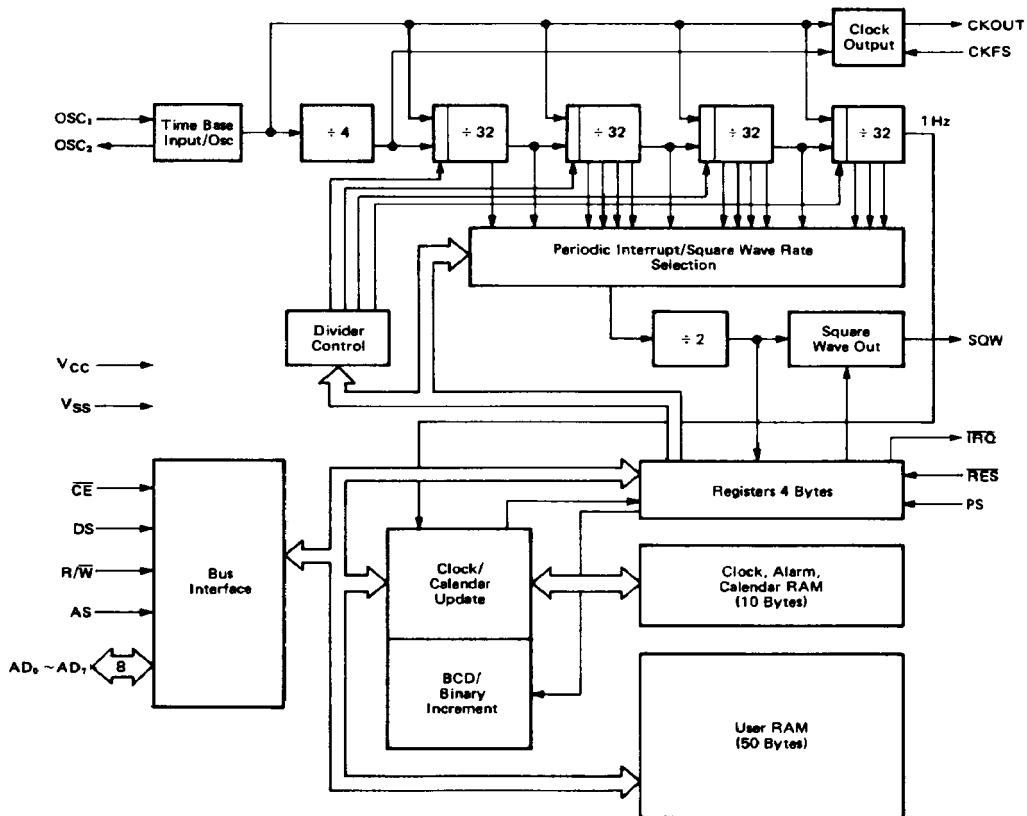 Clock
Output
CKOUT
CKFS
OSC₁
OSC₂
Time Base
Input/Osc
÷ 4
÷ 32
÷ 32
÷ 32
÷ 32
1 Hz
Periodic Interrupt/Square Wave Rate
Selection
Divider
Control
÷ 2
Square
Wave Out
SQW
VCC
VSS
I̅R̅Q̅
R̅E̅S̅
PS
Registers 4 Bytes
C̅E̅
DS
R/W̅
AS
AD₀ ~ AD₇
8
Bus
Interface
Clock/
Calendar
Update
BCD/
Binary
Increment
Clock, Alarm,
Calendar RAM
(10 Bytes)
User RAM
(50 Bytes)